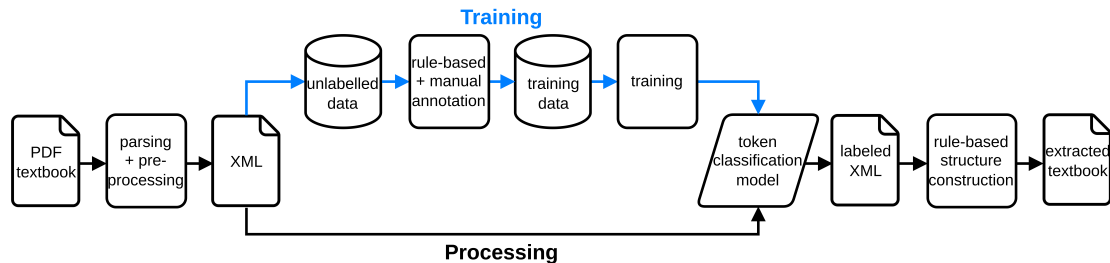 Training
unlabelled
data
rule-based
+ manual
annotation
training
data
training
PDF
textbook
parsing
+ pre-
processing
XML
token
classification
model
labeled
XML
rule-based
structure
construction
extracted
textbook
Processing